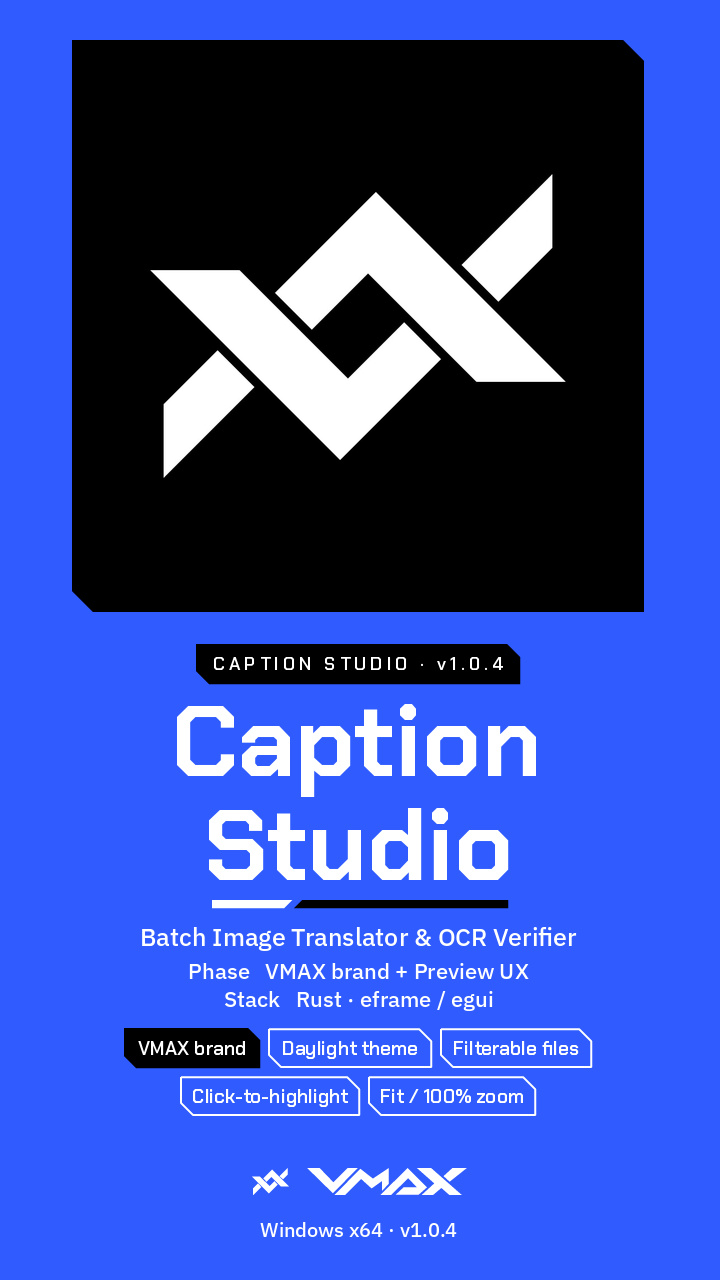 CAPTION STUDIO · v1.0.4
Caption
Studio
Batch Image Translator & OCR Verifier
Phase VMAX brand + Preview UX
Stack Rust · eframe / egui
VMAX brand Daylight theme Filterable files
Click-to-highlight Fit / 100% zoom
VMAX
Windows x64 · v1.0.4